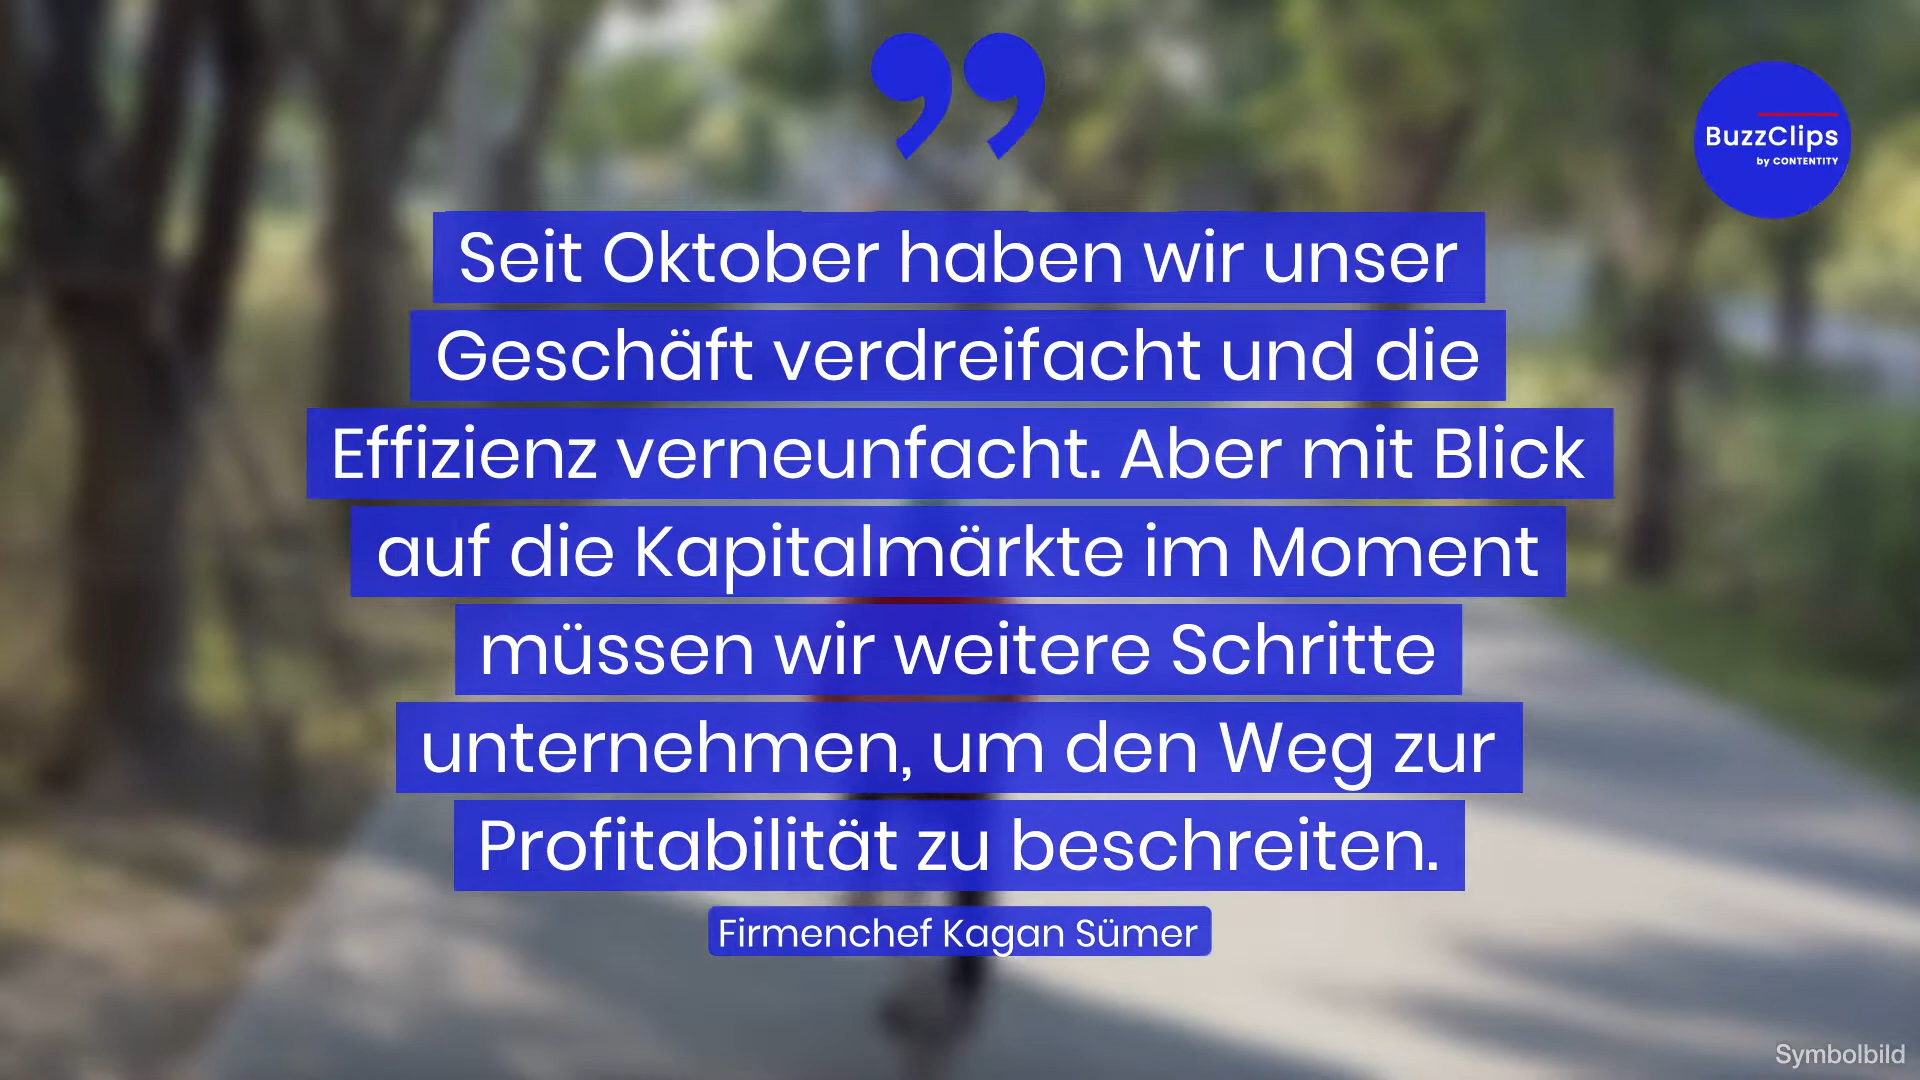 ”
BuzzClips
by CONTENTITY
Seit Oktober haben wir unser
Geschäft verdreifacht und die
Effizienz verneunfacht. Aber mit Blick
auf die Kapitalmärkte im Moment
müssen wir weitere Schritte
unternehmen, um den Weg zur
Profitabilität zu beschreiten.
Firmenchef Kagan Sümer
Symbolbild